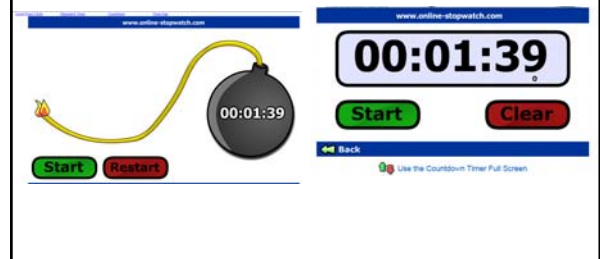 www.online-stopwatch.com
00:01:39
Start Restart
www.online-stopwatch.com
00:01:39
0
Start Clear
Back
Use the Countdown Timer Full Screen